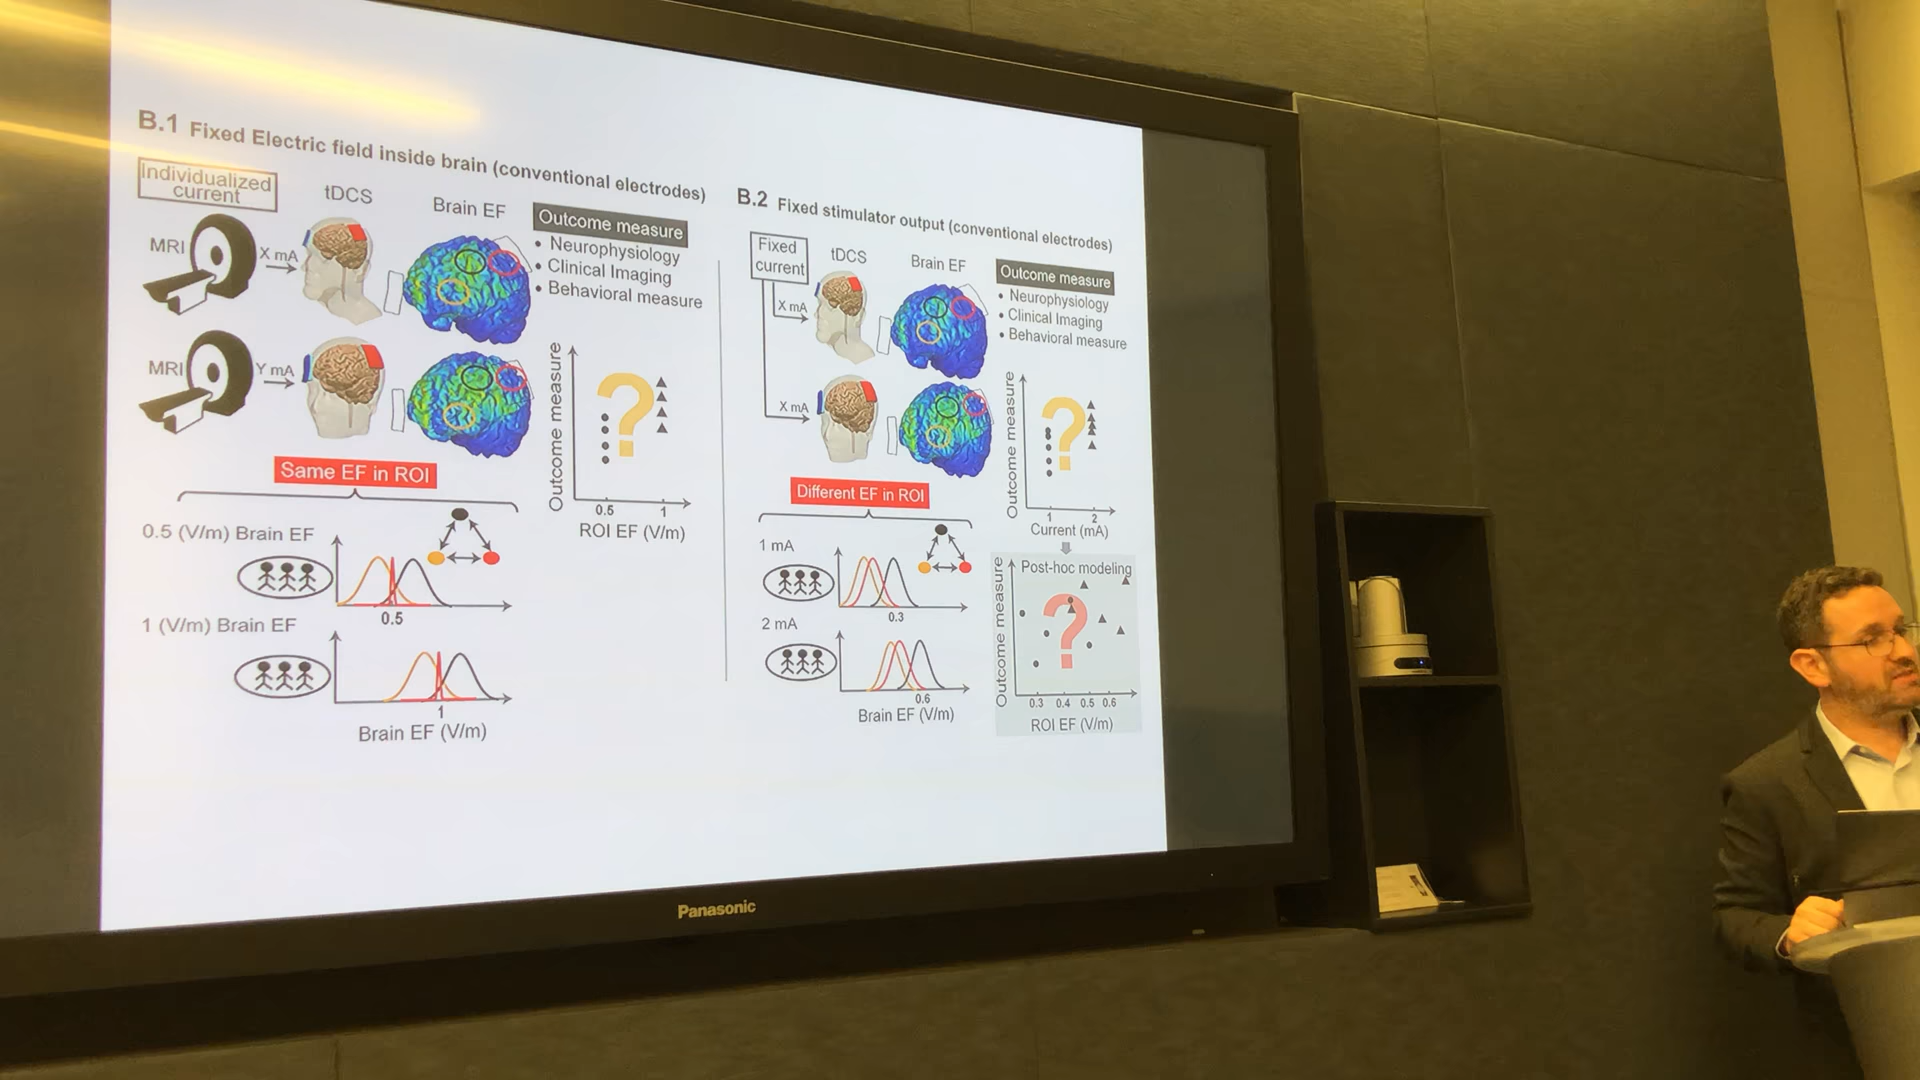 B.1 Fixed Electric field inside brain (conventional electrodes)
Individualized
current
tDCS
Brain EF
Outcome measure
• Neurophysiology
• Clinical Imaging
• Behavioral measure
MRI
X mA
MRI
Y mA
Outcome measure
0.5
1
ROI EF (V/m)
Same EF in ROI
0.5 (V/m) Brain EF
0.5
1 (V/m) Brain EF
1
Brain EF (V/m)
B.2 Fixed stimulator output (conventional electrodes)
Fixed
current
tDCS
Brain EF
Outcome measure
• Neurophysiology
• Clinical Imaging
• Behavioral measure
X mA
X mA
Outcome measure
1
2
Current (mA)
Different EF in ROI
1 mA
0.3
2 mA
0.6
Brain EF (V/m)
Post-hoc modeling
Outcome measure
0.3 0.4 0.5 0.6
ROI EF (V/m)
Panasonic